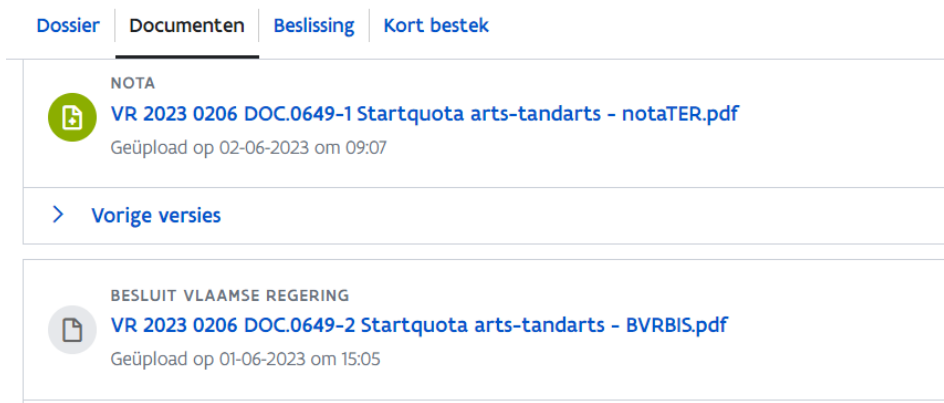 Dossier Documenten Beslissing Kort bestek
NOTA
VR 2023 0206 DOC.0649-1 Startquota arts-tandarts - notaTER.pdf
Geüpload op 02-06-2023 om 09:07
Vorige versies
BESLUIT VLAAMSE REGERING
VR 2023 0206 DOC.0649-2 Startquota arts-tandarts - BVRBIS.pdf
Geüpload op 01-06-2023 om 15:05